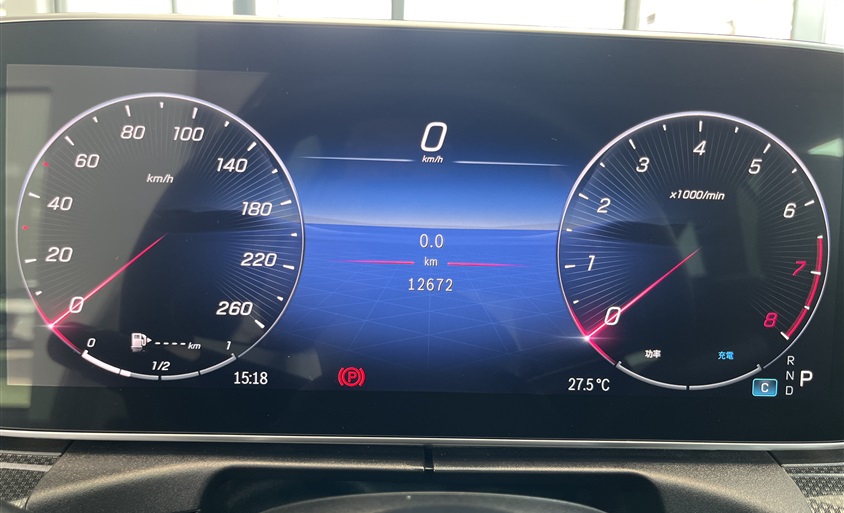 0
km/h
0.0
km
12672
0
20
40
60
80
100
140
180
220
260
km/h
0
1/2
1
-----km
15:18
P
0
1
2
3
4
5
6
7
8
x1000/min
功率
充電
27.5°C
C
R
N
D
P